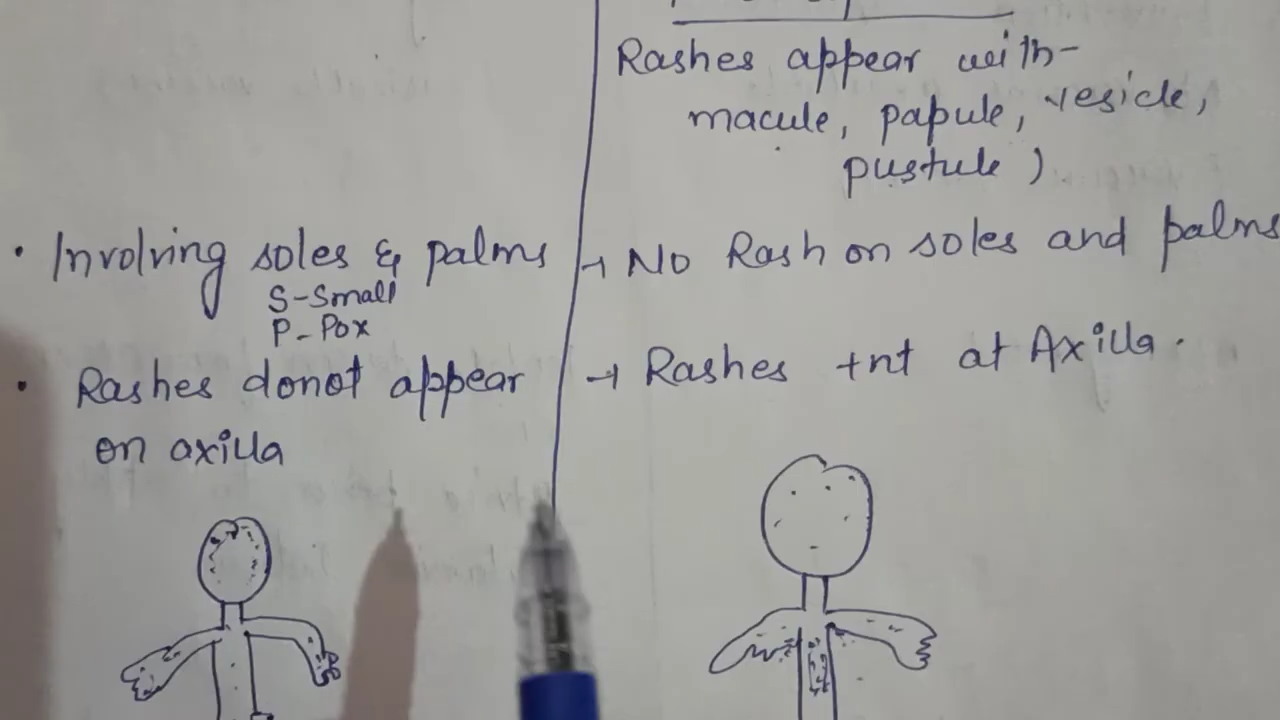 Rashes appear with-
macule, papule, vesicle,
pustule )
• Involving soles & palms
S-Small
P-Pox
→ No Rash on soles and palms
• Rashes donot appear
on axilla
→ Rashes +nt at Axilla.